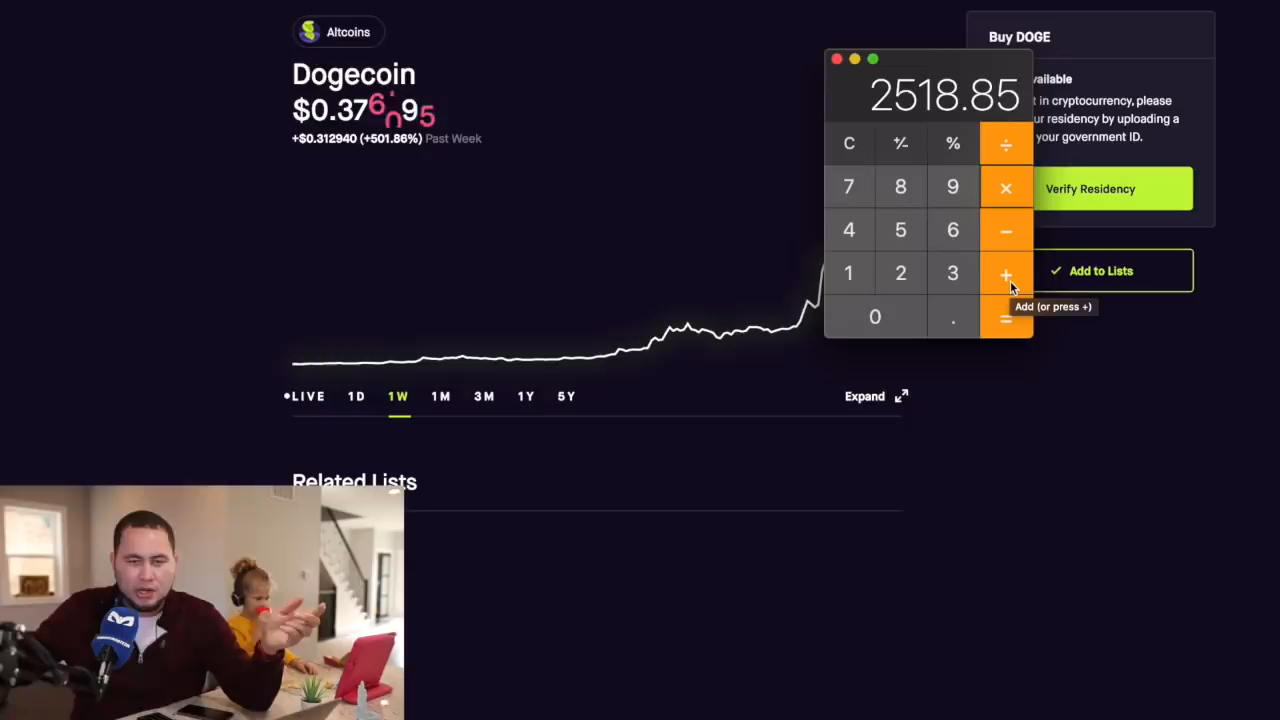 Altcoins
Dogecoin
+$0.312940 (+501.86%) Past Week
Buy DOGE
2518.85
C +/- % ÷
7 8 9 ×
4 5 6 −
1 2 3 +
0 . =
t in cryptocurrency, please
ur residency by uploading a
your government ID.
Verify Residency
Add to Lists
Add (or press +)
LIVE 1D 1W 1M 3M 1Y 5Y
Expand
Related Lists